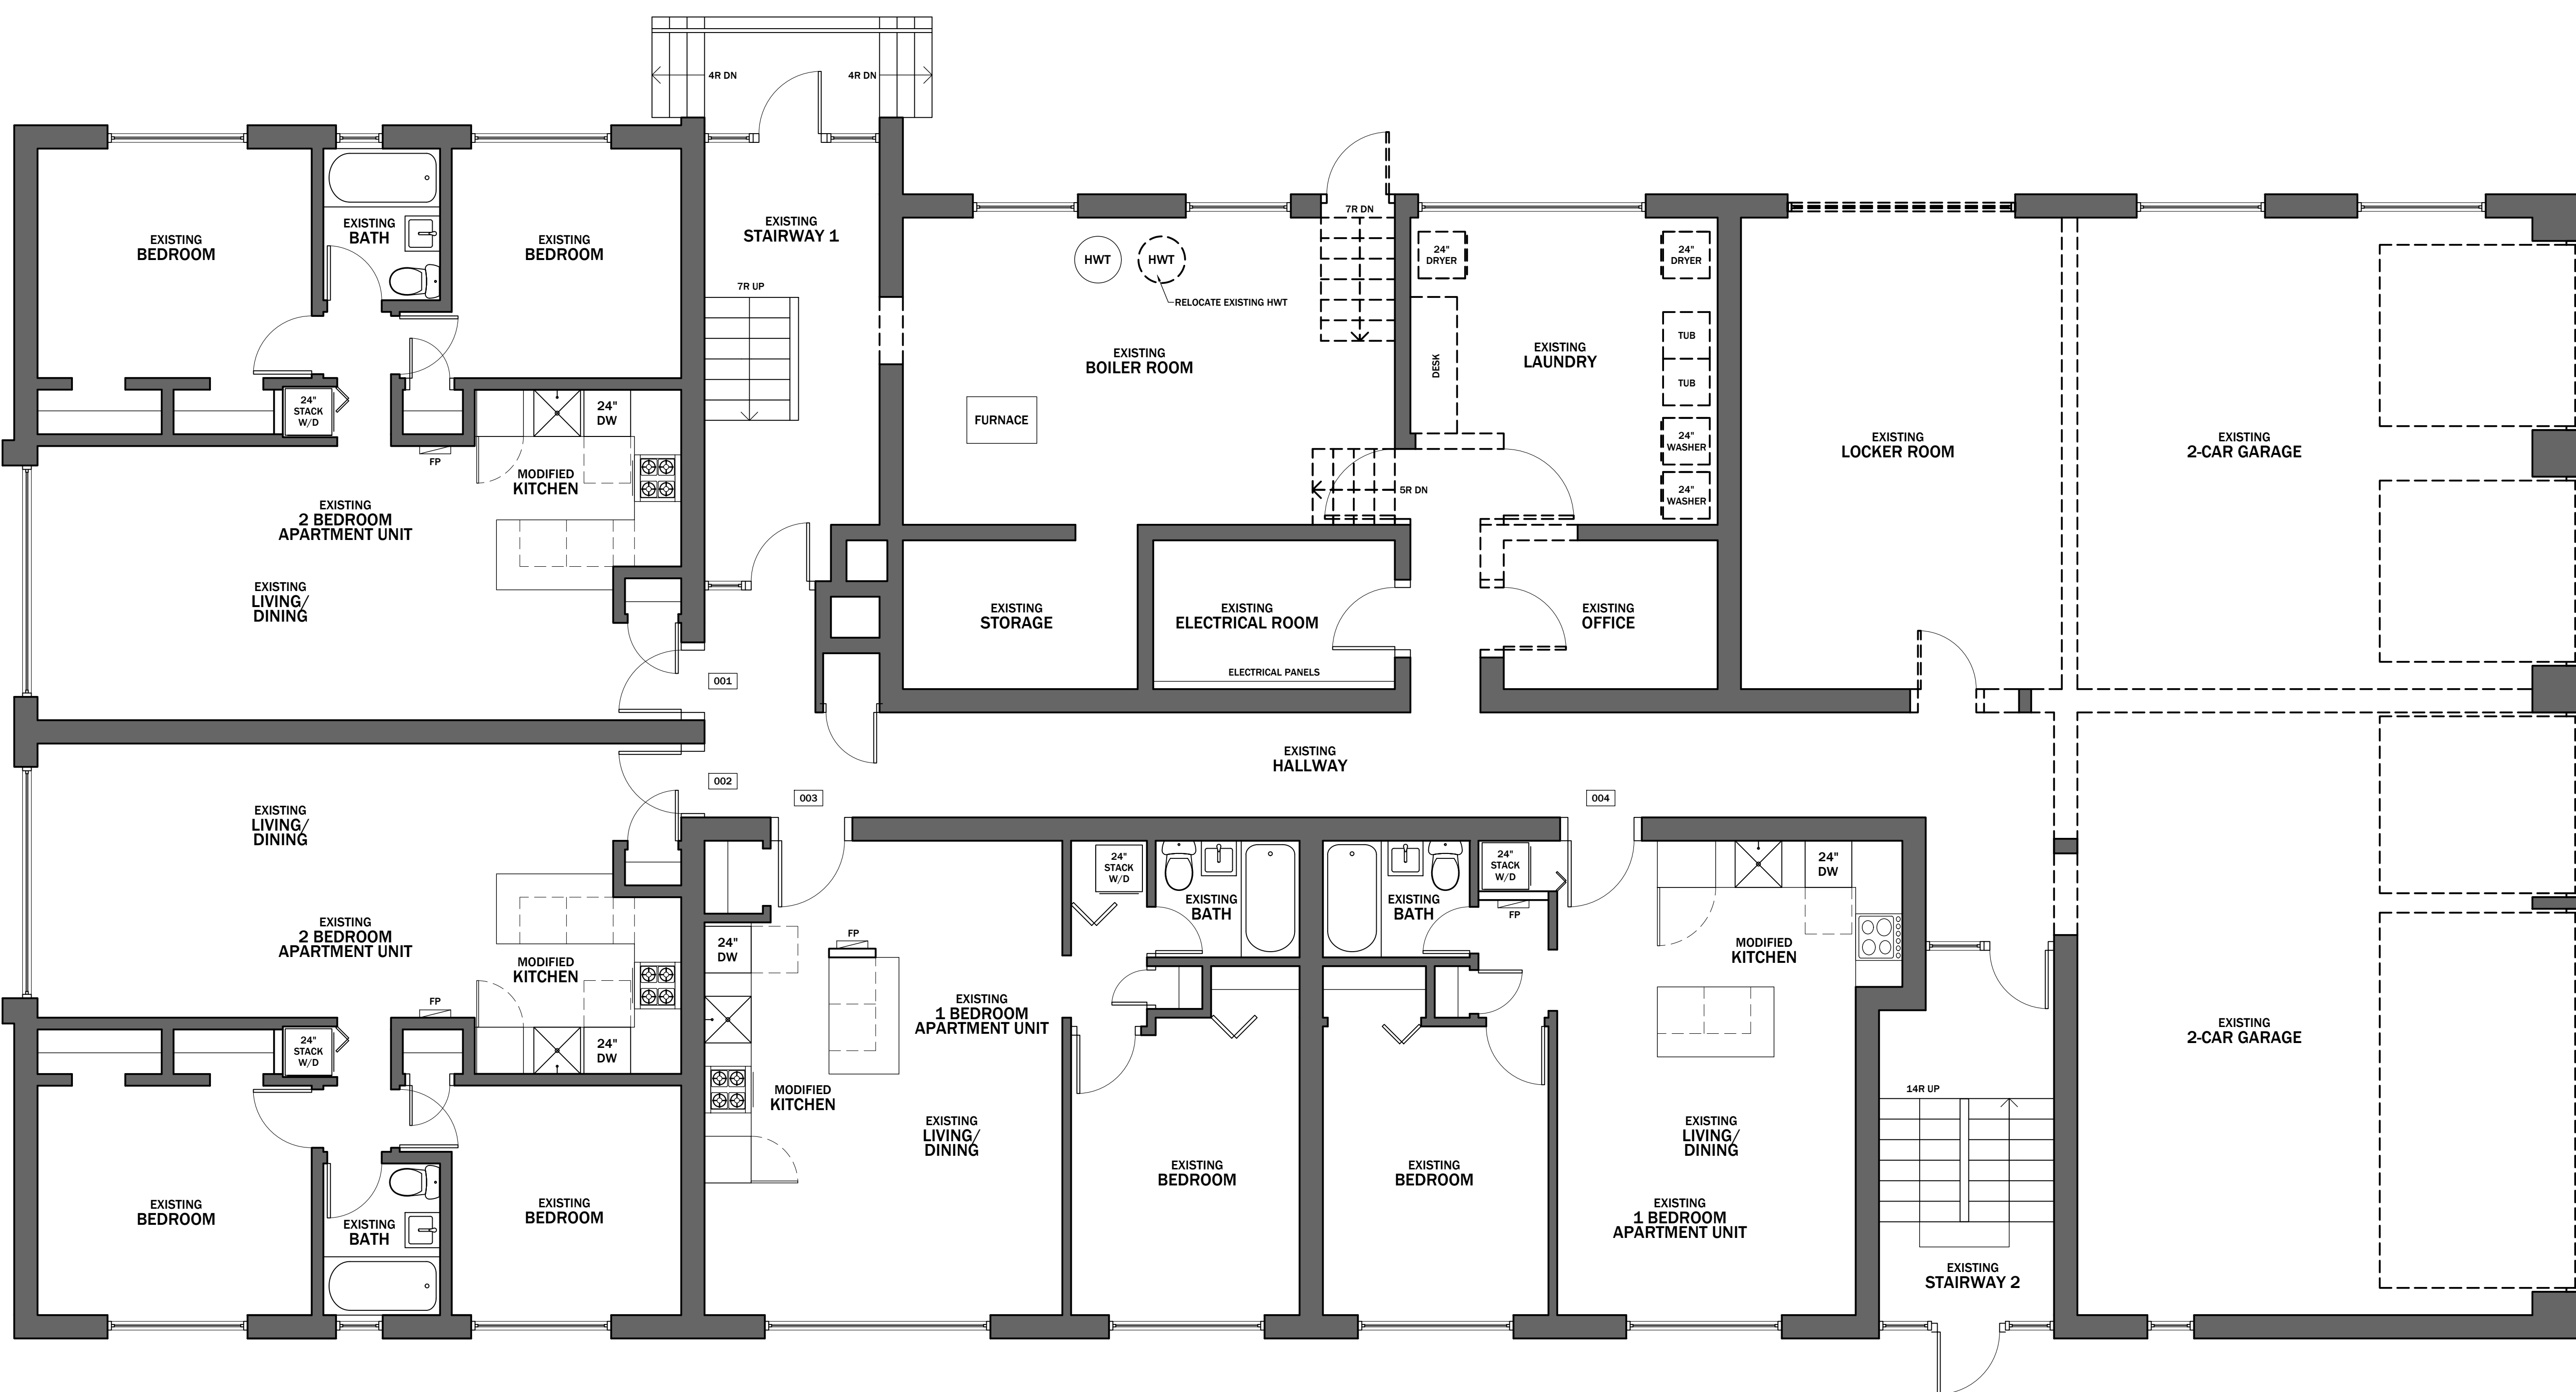 4R DN
4R DN
EXISTING
BEDROOM
EXISTING
BATH
EXISTING
BEDROOM
EXISTING
STAIRWAY 1
7R UP
HWT
HWT
RELOCATE EXISTING HWT
7R DN
EXISTING
BOILER ROOM
FURNACE
24"
DRYER
24"
DRYER
DESK
EXISTING
LAUNDRY
TUB
TUB
24"
WASHER
24"
WASHER
5R DN
EXISTING
LOCKER ROOM
EXISTING
2-CAR GARAGE
24"
STACK
W/D
24"
DW
FP
MODIFIED
KITCHEN
EXISTING
2 BEDROOM
APARTMENT UNIT
EXISTING
LIVING/
DINING
EXISTING
STORAGE
EXISTING
ELECTRICAL ROOM
ELECTRICAL PANELS
EXISTING
OFFICE
001
EXISTING
HALLWAY
002
003
004
EXISTING
LIVING/
DINING
EXISTING
2 BEDROOM
APARTMENT UNIT
MODIFIED
KITCHEN
FP
24"
STACK
W/D
24"
DW
EXISTING
BEDROOM
EXISTING
BATH
EXISTING
BEDROOM
24"
DW
FP
EXISTING
1 BEDROOM
APARTMENT UNIT
MODIFIED
KITCHEN
EXISTING
LIVING/
DINING
24"
STACK
W/D
EXISTING
BATH
EXISTING
BEDROOM
EXISTING
BATH
24"
STACK
W/D
FP
EXISTING
BEDROOM
24"
DW
MODIFIED
KITCHEN
EXISTING
LIVING/
DINING
EXISTING
1 BEDROOM
APARTMENT UNIT
14R UP
EXISTING
STAIRWAY 2
EXISTING
2-CAR GARAGE